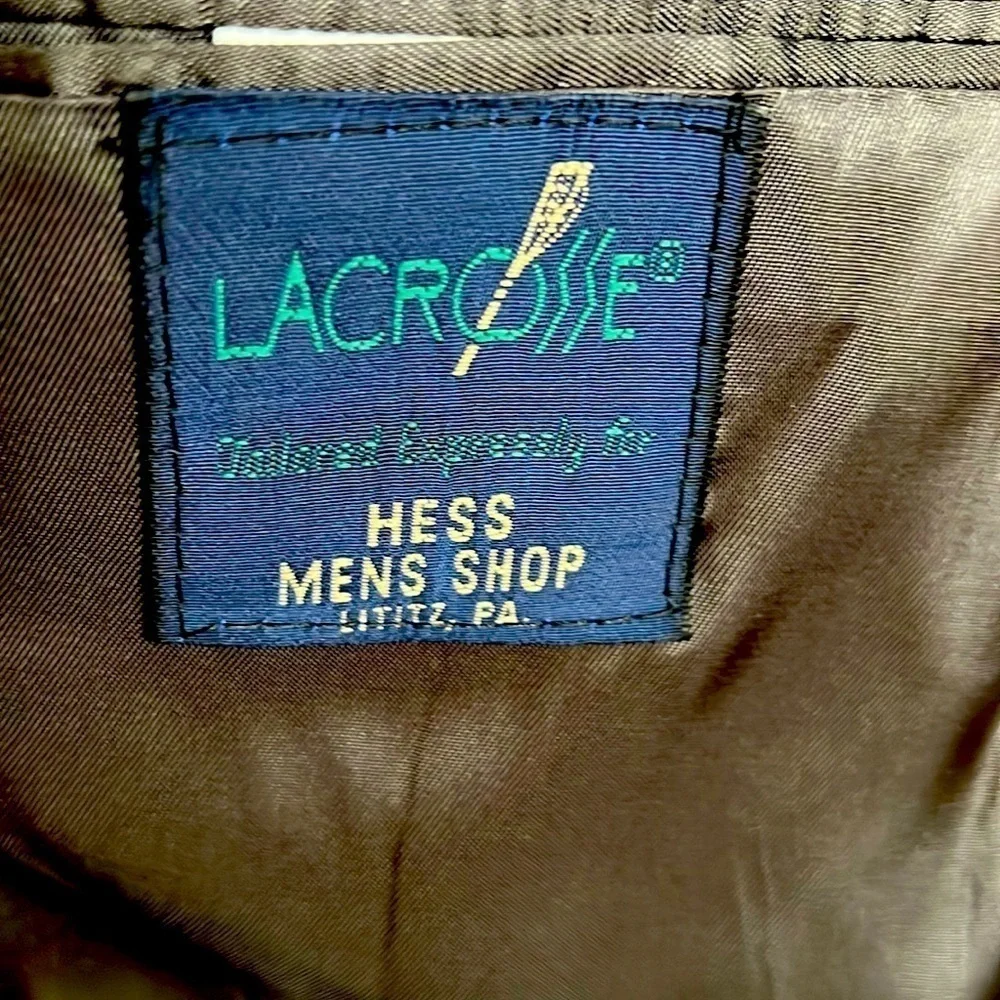 LACROSSE®
Tailored Expressly for
HESS
MENS SHOP
LITITZ, PA.